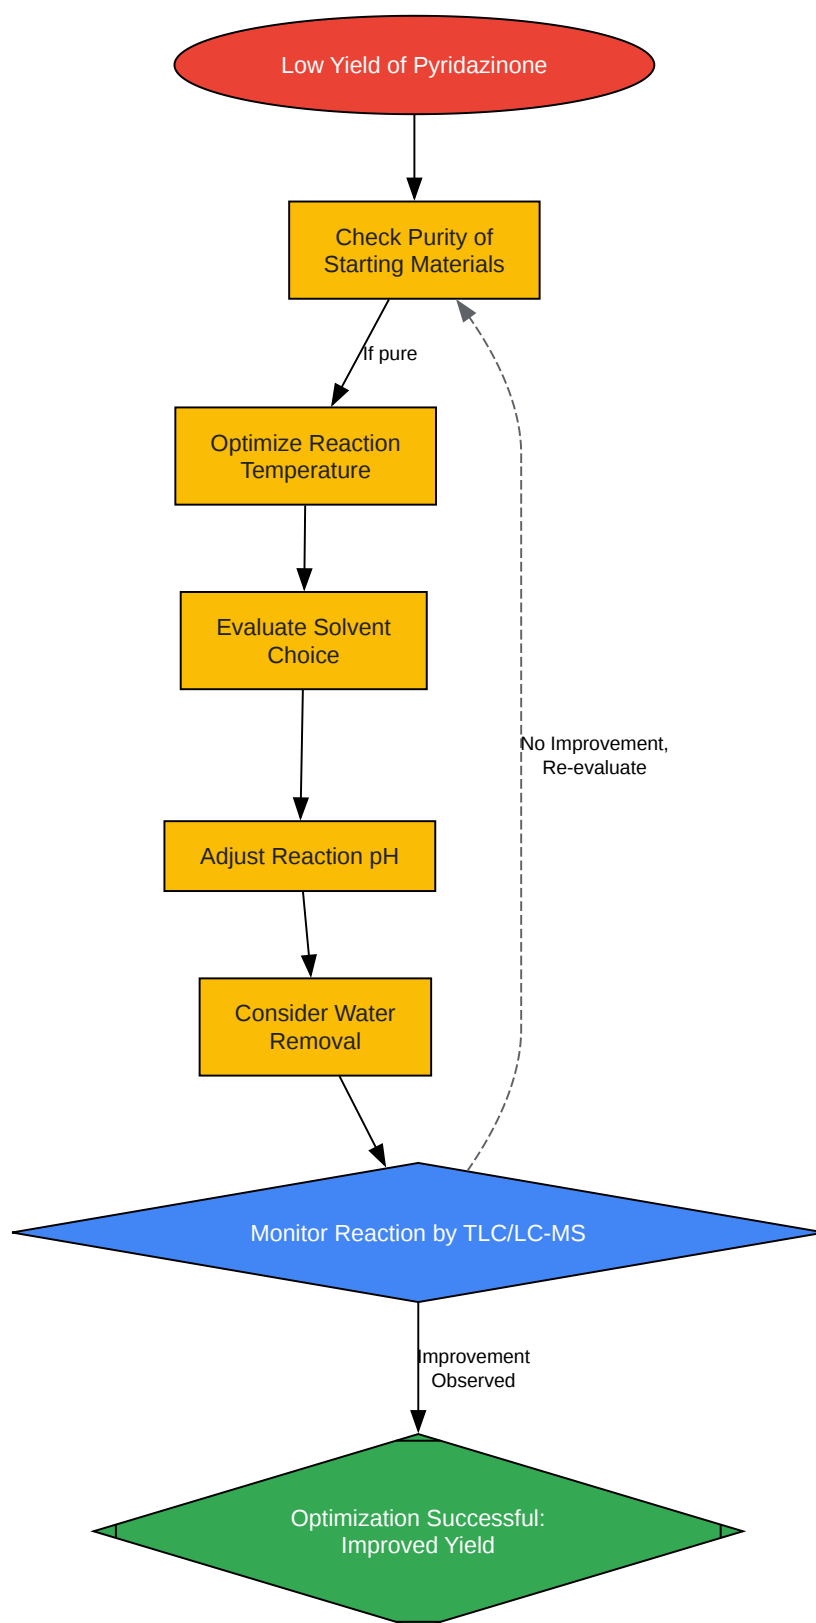 Low Yield of Pyridazinone
Check Purity of
Starting Materials
If pure
Optimize Reaction
Temperature
Evaluate Solvent
Choice
No Improvement,
Re-evaluate
Adjust Reaction pH
Consider Water
Removal
Monitor Reaction by TLC/LC-MS
Improvement
Observed
Optimization Successful:
Improved Yield